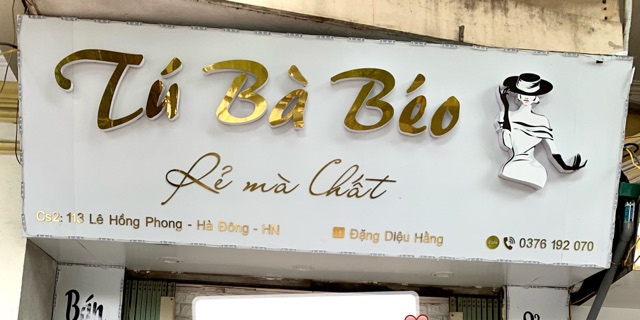 Tú Bà Béo
Rẻ mà Chất
Cs2: 113 Lê Hồng Phong - Hà Đông - HN
Đặng Diệu Hằng
0376 192 070
Bán